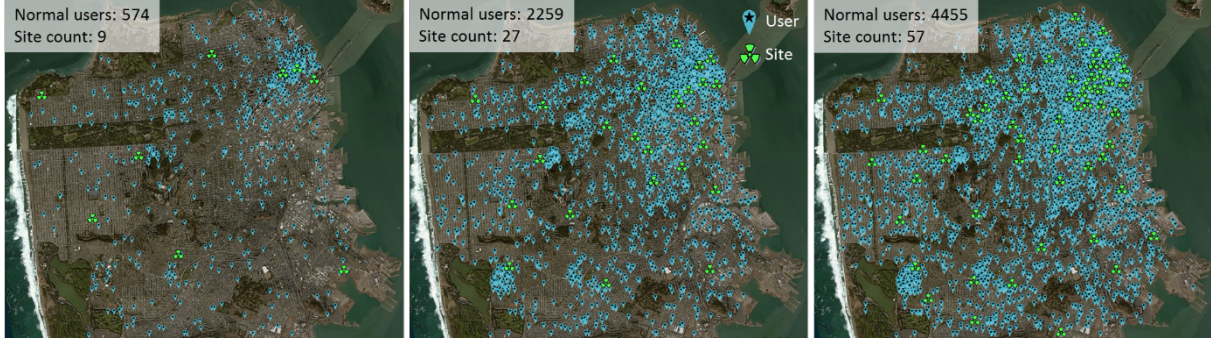 Normal users: 574
Site count: 9
Normal users: 2259
Site count: 27
User
Site
Normal users: 4455
Site count: 57